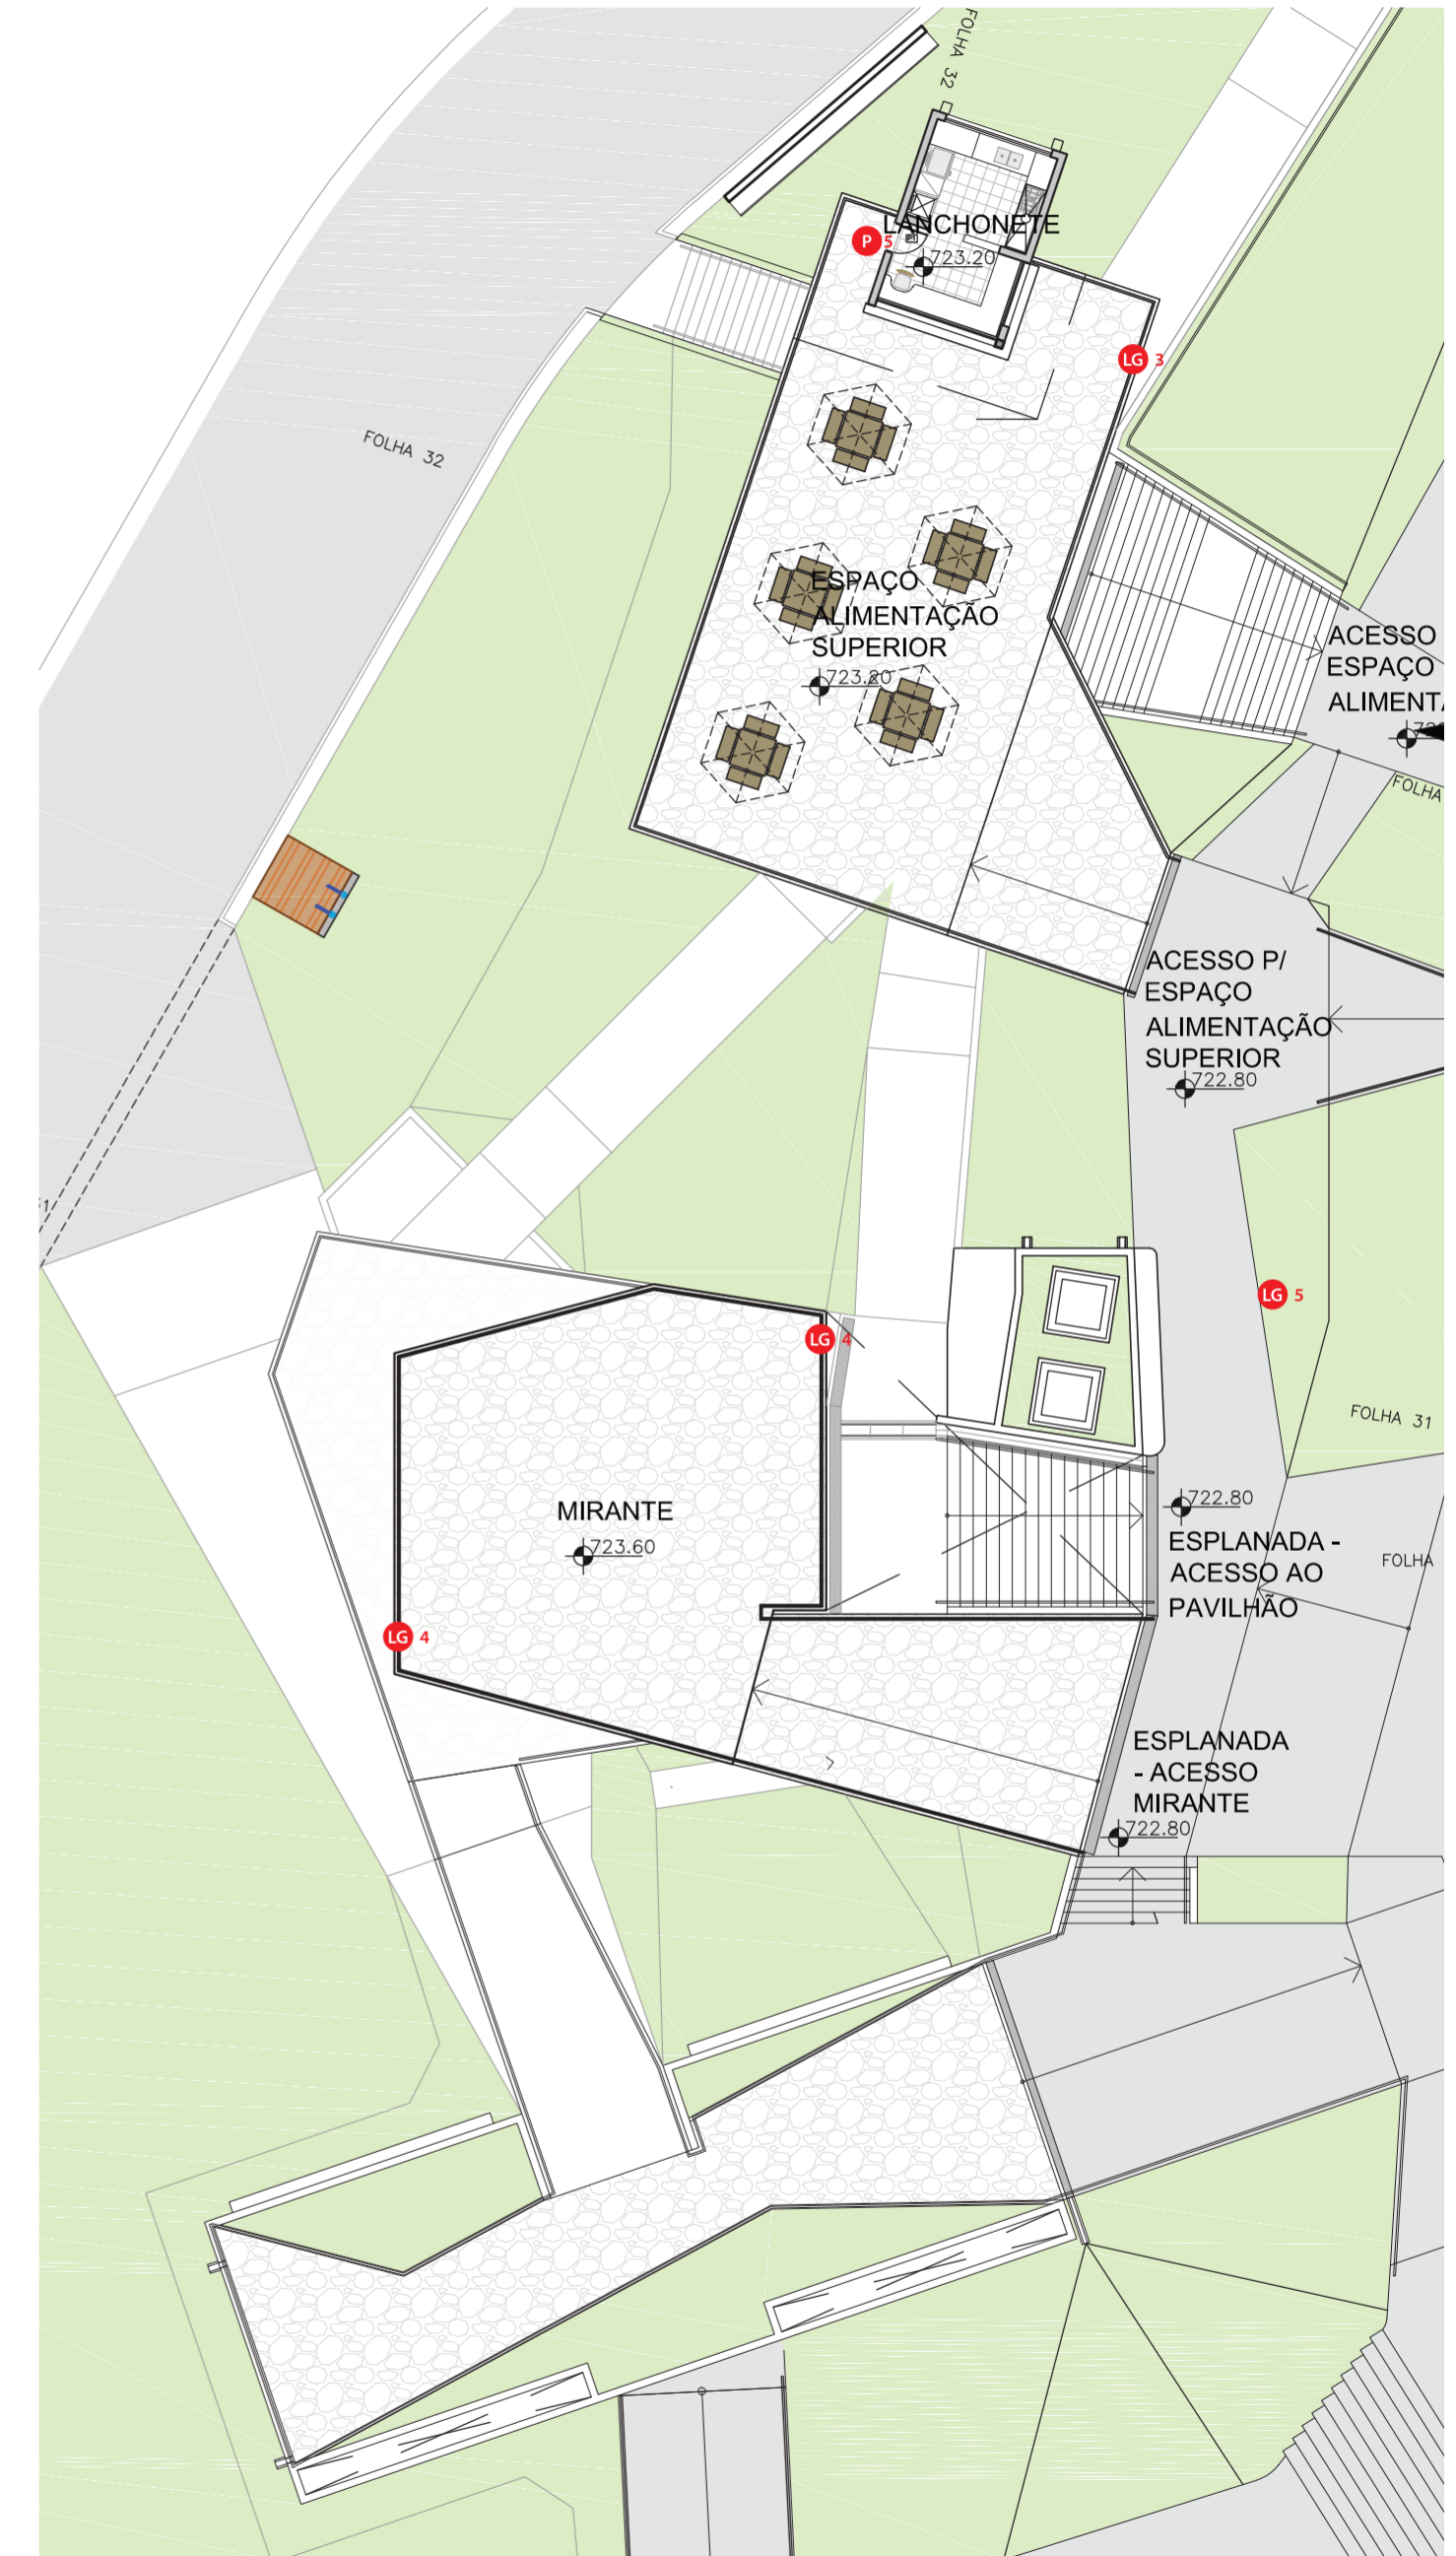 FOLHA 32
LANCHONETE
P 5
723.20
LG 3
FOLHA 32
ESPAÇO
ALIMENTAÇÃO
SUPERIOR
723.20
ACESSO
ESPAÇO
ALIMENTA
FOLHA
ACESSO P/
ESPAÇO
ALIMENTAÇÃO
SUPERIOR
722.80
LG 5
LG 4
FOLHA 31
MIRANTE
723.60
722.80
ESPLANADA -
ACESSO AO
PAVILHÃO
FOLHA
LG 4
ESPLANADA
- ACESSO
MIRANTE
722.80